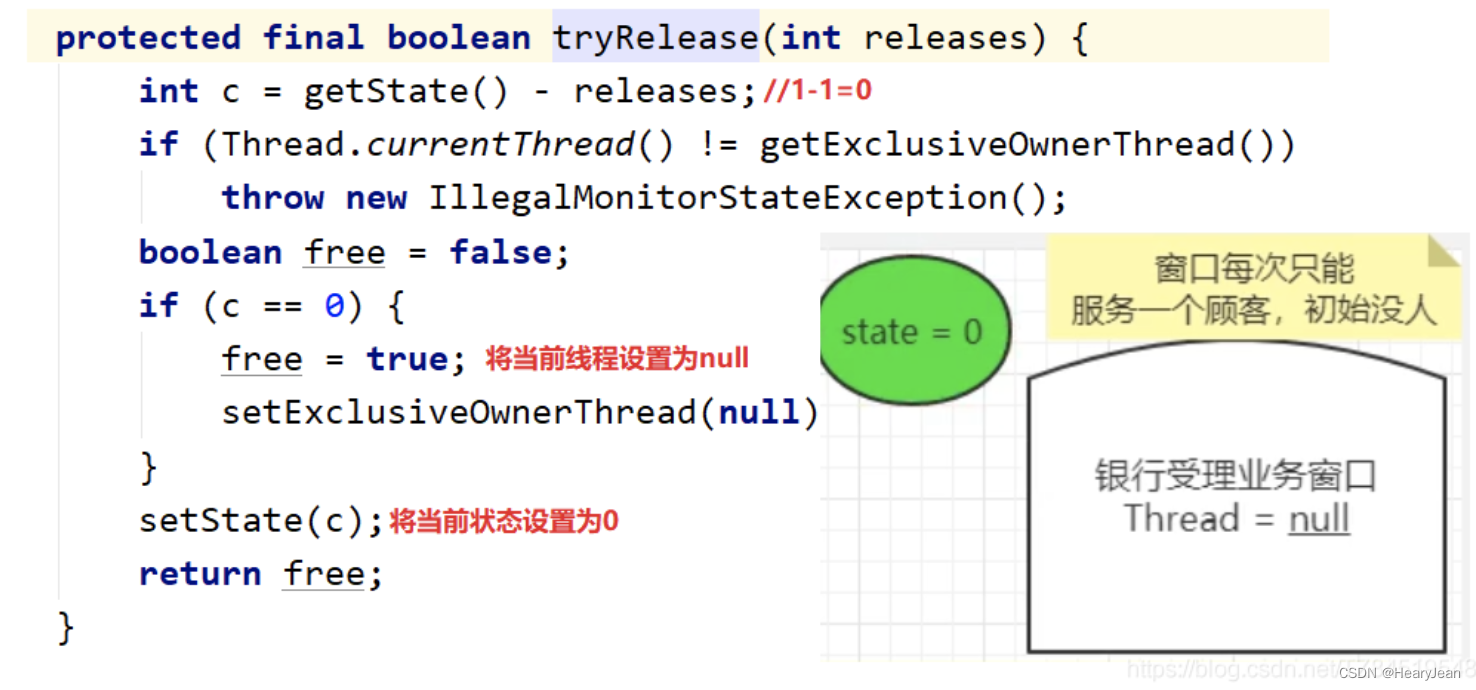 protected final boolean tryRelease(int releases) {
int c = getState() - releases;//1-1=0
if (Thread.currentThread() != getExclusiveOwnerThread())
throw new IllegalMonitorStateException();
boolean free = false;
if (c == 0) {
free = true; 将当前线程设置为null
setExclusiveOwnerThread(null)
}
setState(c);将当前状态设置为0
return free;
}
窗口每次只能
服务一个顾客，初始没人
state = 0
银行受理业务窗口
Thread = null
https://blog.csdn.net/
CSDN @HearyJean